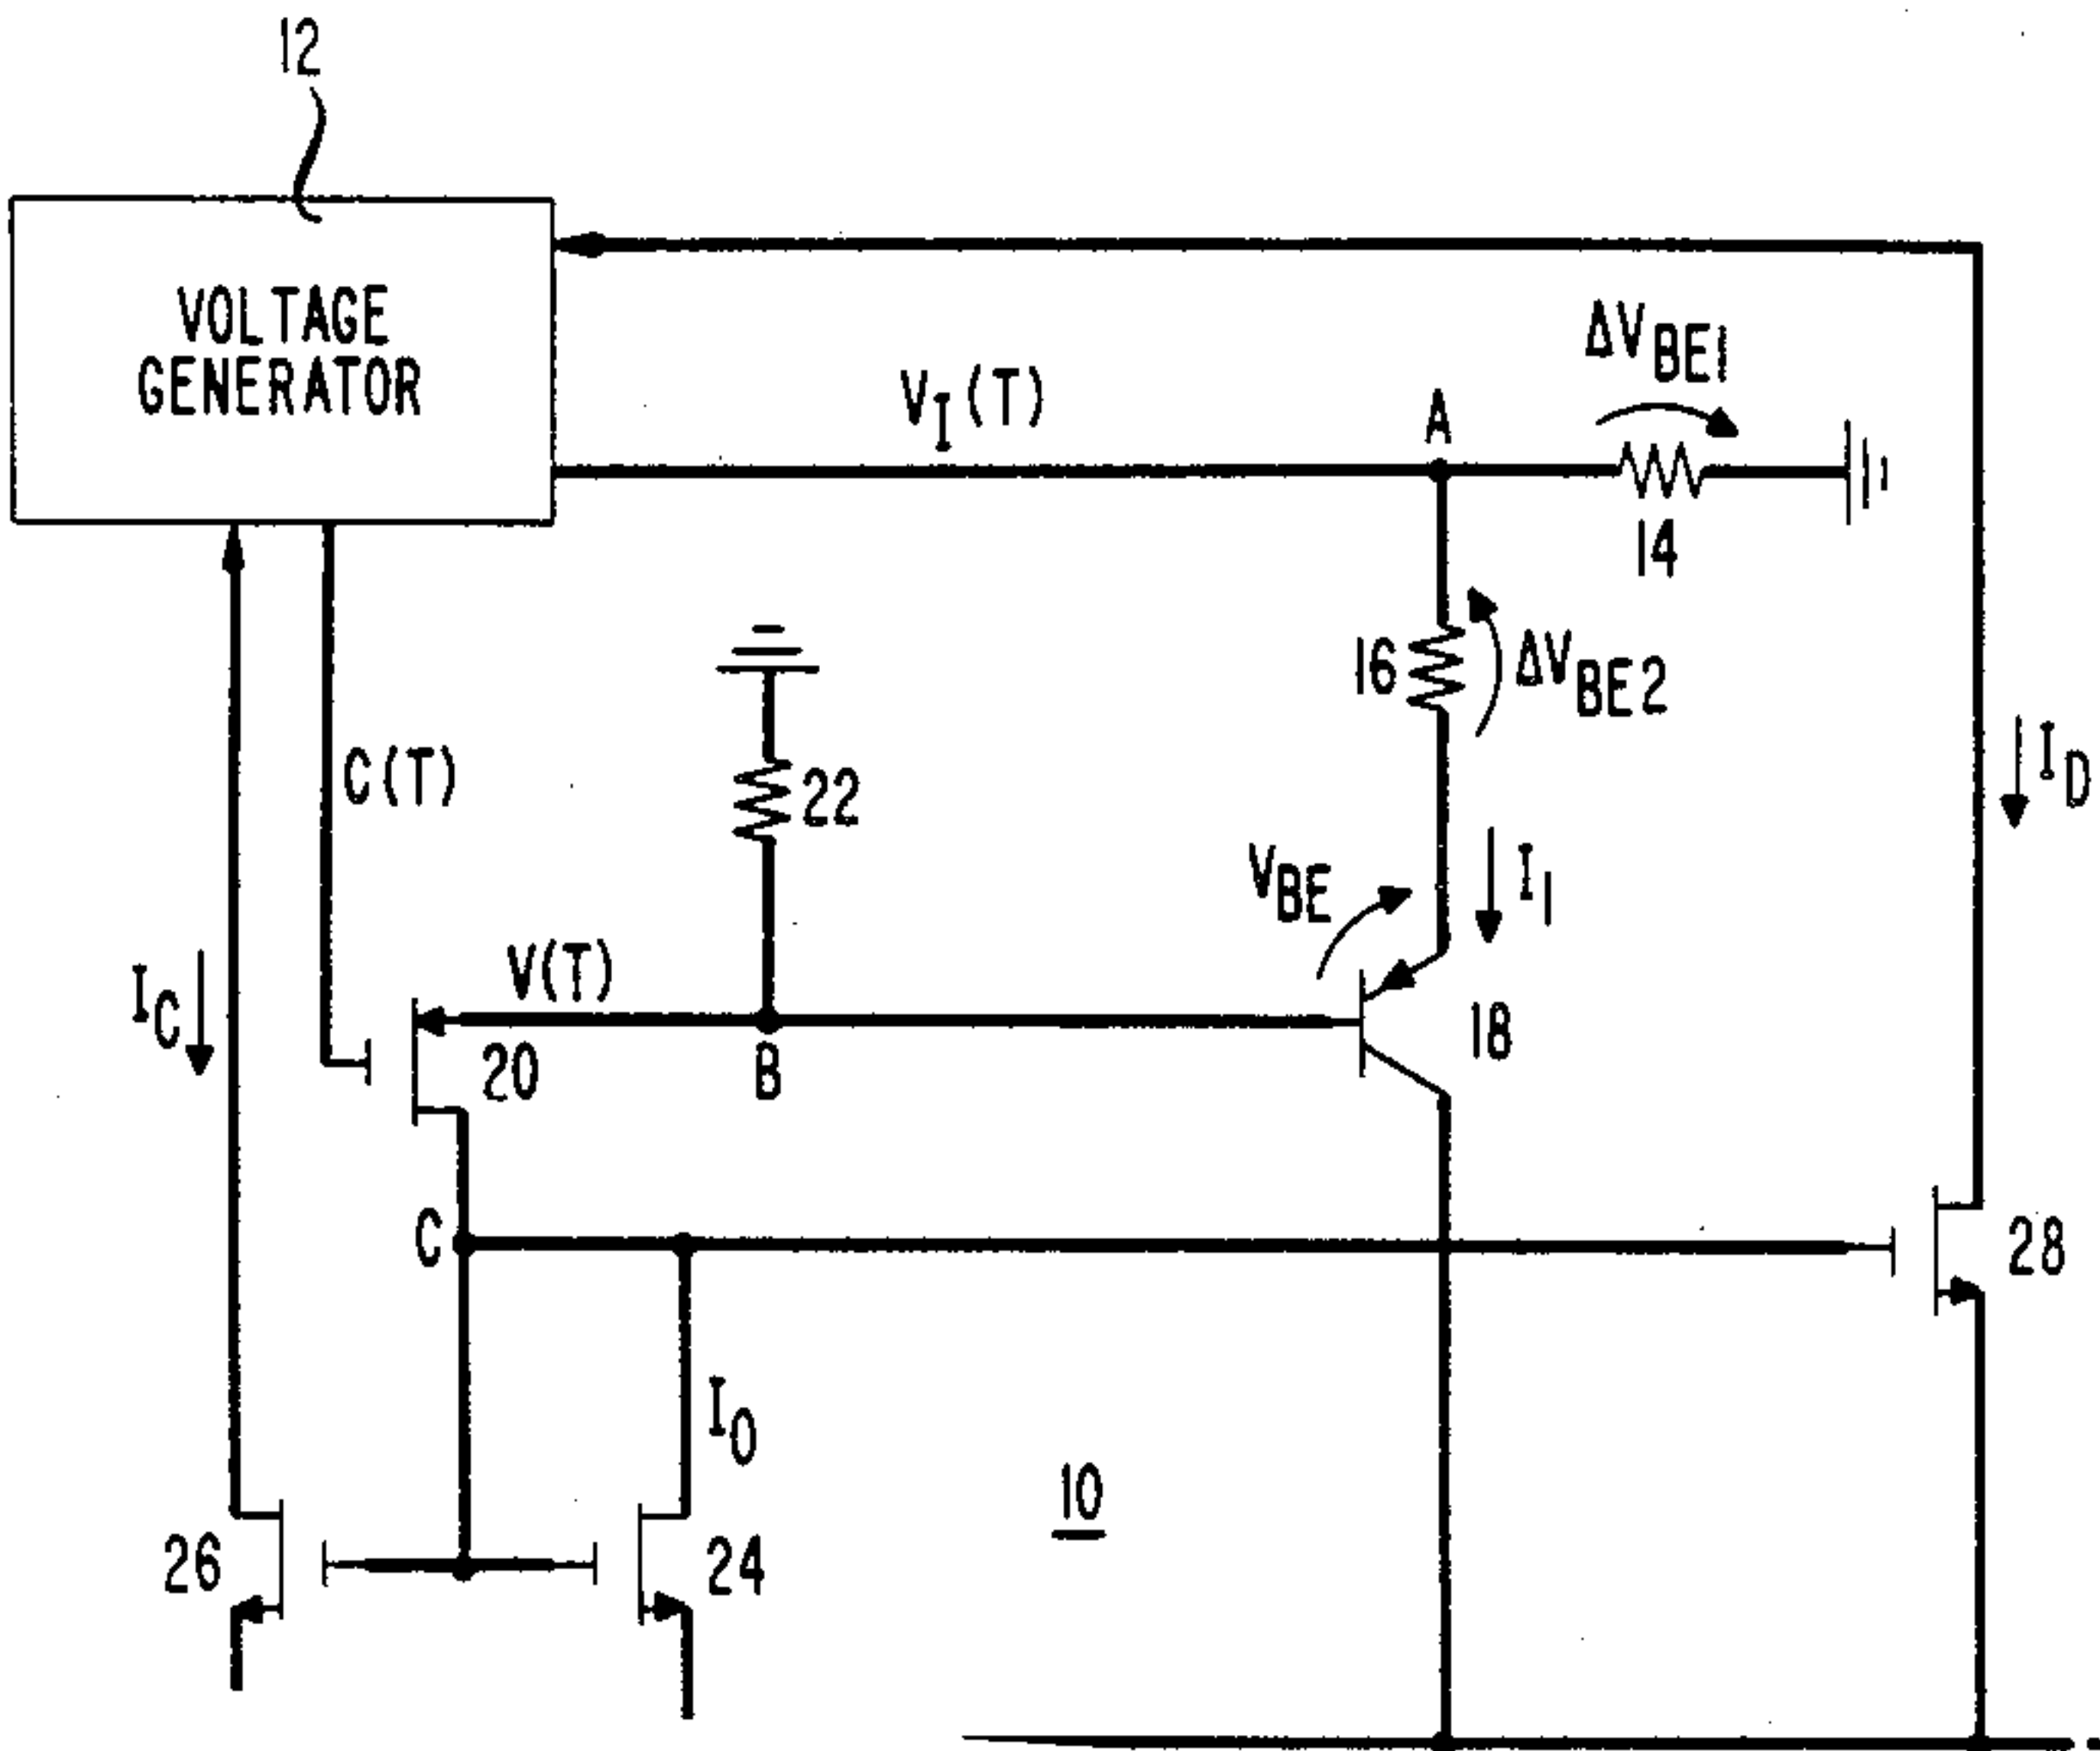 12
VOLTAGE
GENERATOR
V_I(T)
A
ΔV_BE1
14
16
ΔV_BE2
C(T)
22
I_D
V_BE
I_1
I_C
V(T)
20
B
18
C
28
I_O
10
26
24